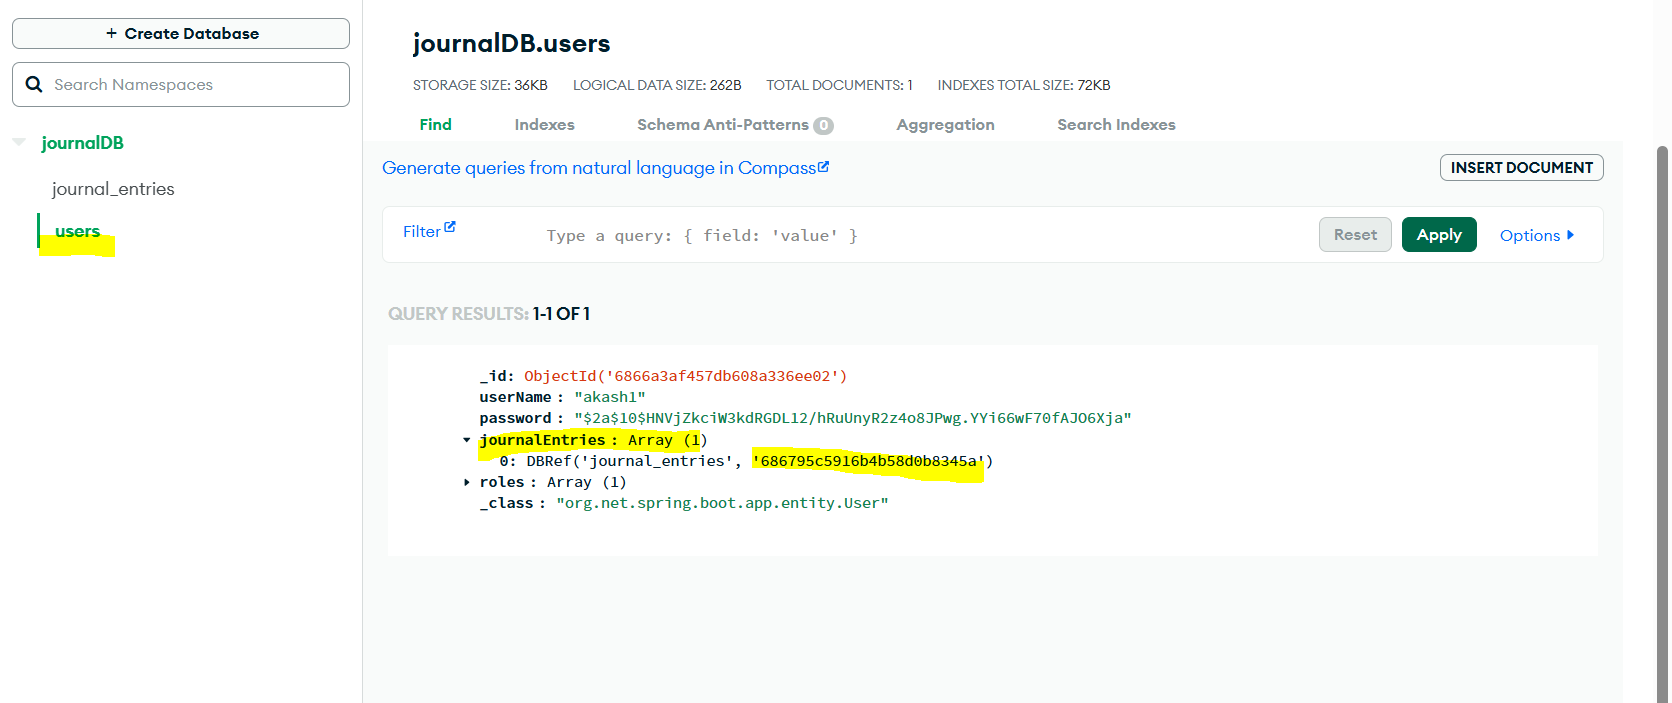 + Create Database
Search Namespaces
journalDB
journal_entries
users
journalDB.users
STORAGE SIZE: 36KB LOGICAL DATA SIZE: 262B TOTAL DOCUMENTS: 1 INDEXES TOTAL SIZE: 72KB
Find Indexes Schema Anti-Patterns 0 Aggregation Search Indexes
Generate queries from natural language in Compass
INSERT DOCUMENT
Filter Type a query: { field: 'value' } Reset Apply Options
QUERY RESULTS: 1-1 OF 1
_id: ObjectId('6866a3af457db608a336ee02')
userName : "akash1"
password : "$2a$10$HNVjZkciW3kdRGDL12/hRuUnyR2z4o8JPwg.YYi66wF70fAJO6Xja"
journalEntries : Array (1)
0: DBRef('journal_entries', '686795c5916b4b58d0b8345a')
roles : Array (1)
_class : "org.net.spring.boot.app.entity.User"